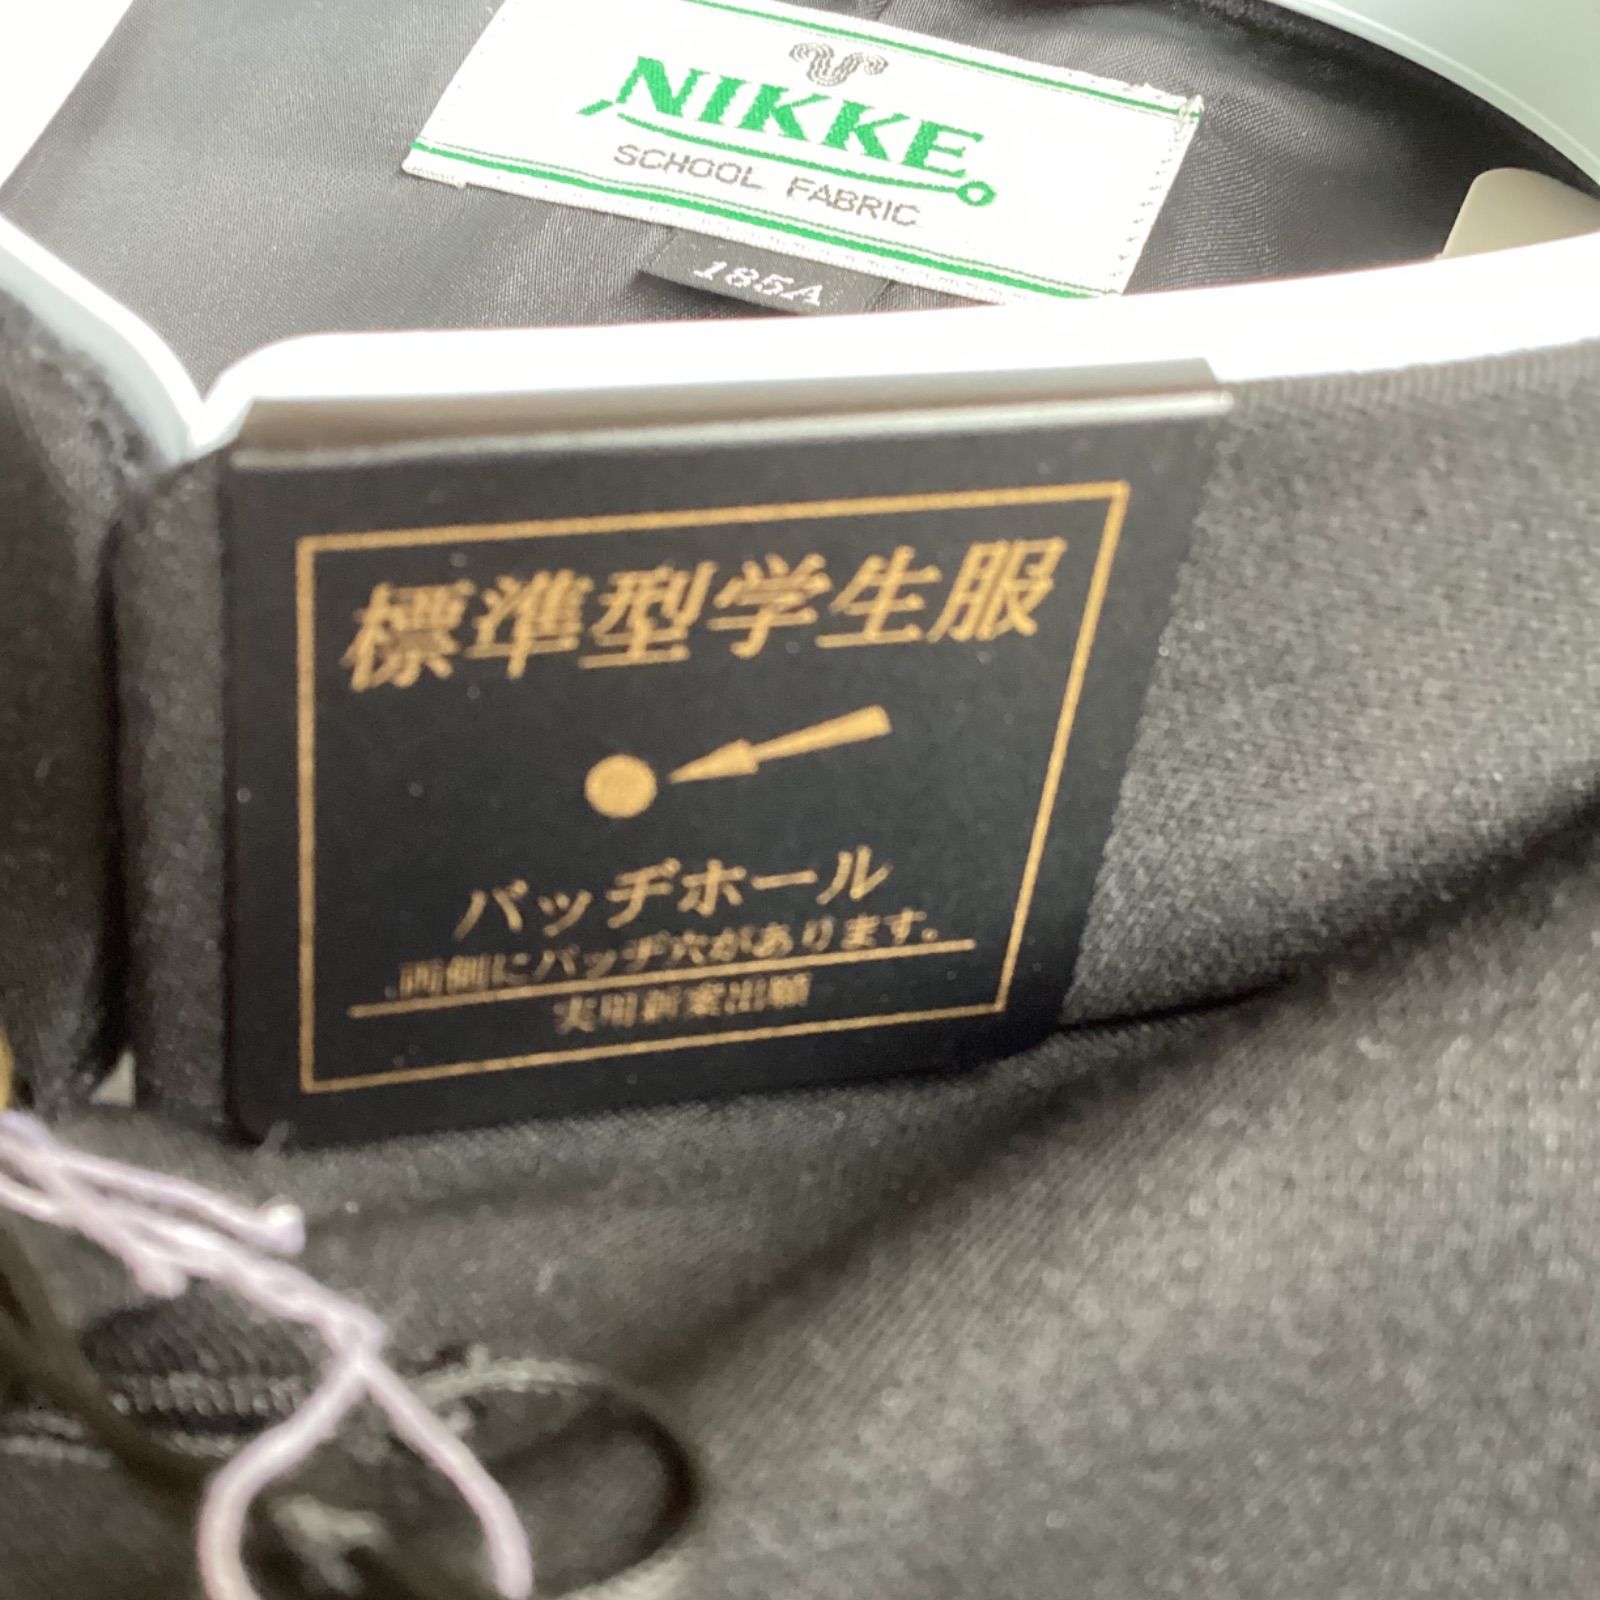 NIKKE
SCHOOL FABRIC
185A
標準型学生服
バッヂホール
両側にバッヂ穴があります。
実用新案出願